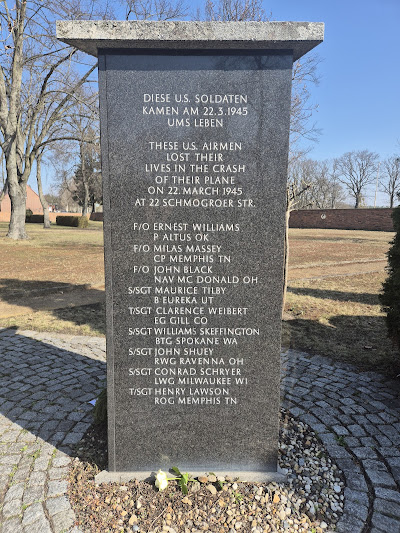 DIESE U.S. SOLDATEN
KAMEN AM 22.3.1945
UMS LEBEN
THESE U.S. AIRMEN
LOST THEIR
LIVES IN THE CRASH
OF THEIR PLANE
ON 22. MARCH 1945
AT 22 SCHMOGROER STR.
F/O ERNEST WILLIAMS
P ALTUS OK
F/O MILAS MASSEY
CP MEMPHIS TN
F/O JOHN BLACK
NAV MC DONALD OH
S/SGT MAURICE TILBY
B EUREKA UT
T/SGT CLARENCE WEIBERT
EG GILL CO
S/SGT WILLIAMS SKEFFINGTON
BTG SPOKANE WA
S/SGT JOHN SHUEY
RWG RAVENNA OH
S/SGT CONRAD SCHRYER
LWG MILWAUKEE WI
T/SGT HENRY LAWSON
ROG MEMPHIS TN